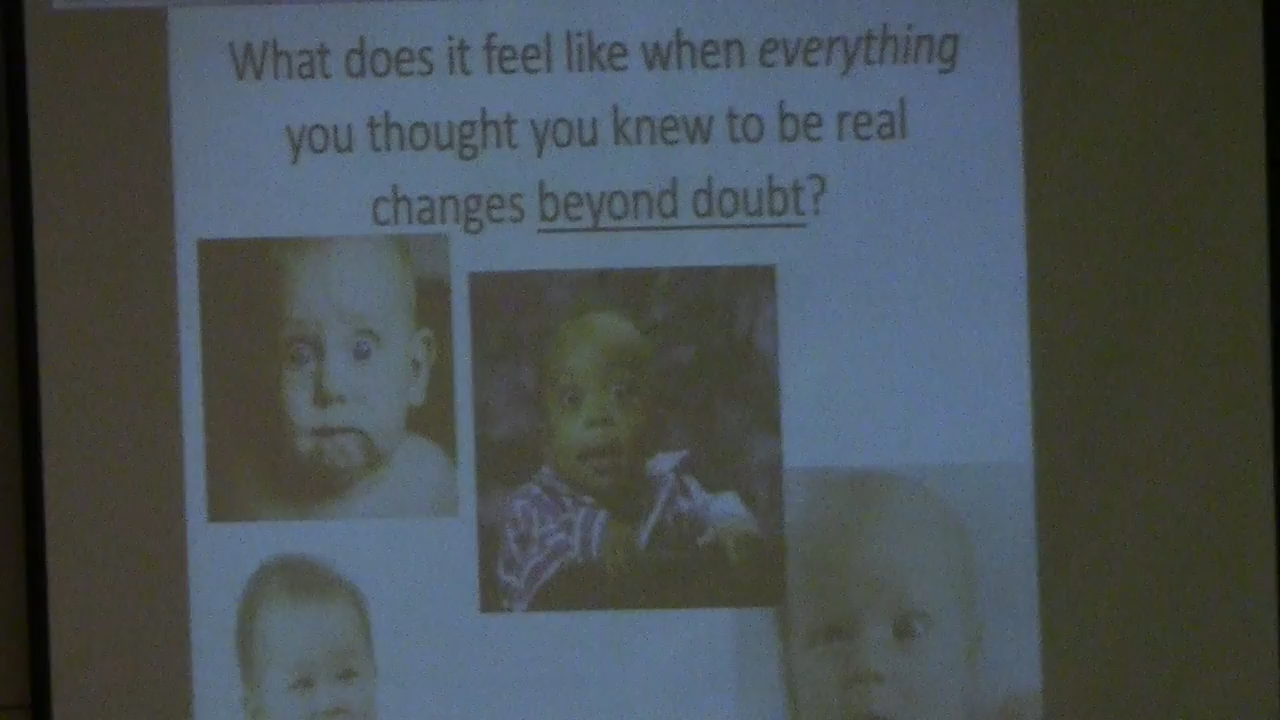 What does it feel like when everything
you thought you knew to be real
changes beyond doubt?